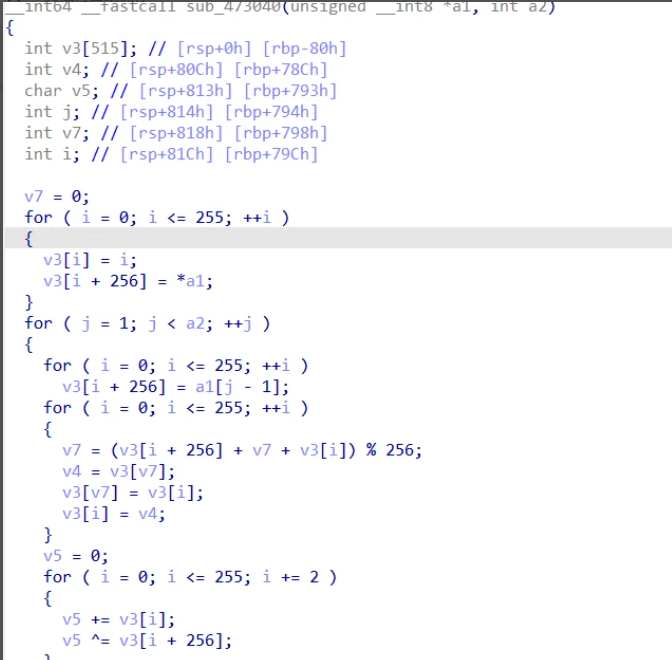 __int64 __fastcall sub_473040(unsigned __int8 *a1, int a2)
{
int v3[515]; // [rsp+0h] [rbp-80h]
int v4; // [rsp+80Ch] [rbp+78Ch]
char v5; // [rsp+813h] [rbp+793h]
int j; // [rsp+814h] [rbp+794h]
int v7; // [rsp+818h] [rbp+798h]
int i; // [rsp+81Ch] [rbp+79Ch]
v7 = 0;
for ( i = 0; i <= 255; ++i )
{
v3[i] = i;
v3[i + 256] = *a1;
}
for ( j = 1; j < a2; ++j )
{
for ( i = 0; i <= 255; ++i )
v3[i + 256] = a1[j - 1];
for ( i = 0; i <= 255; ++i )
{
v7 = (v3[i + 256] + v7 + v3[i]) % 256;
v4 = v3[v7];
v3[v7] = v3[i];
v3[i] = v4;
}
v5 = 0;
for ( i = 0; i <= 255; i += 2 )
{
v5 += v3[i];
v5 ^= v3[i + 256];
}